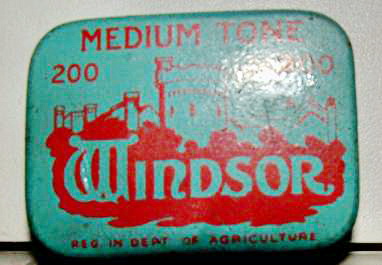 MEDIUM TONE
200 200
WINDSOR
REG. IN DEPT OF AGRICULTURE